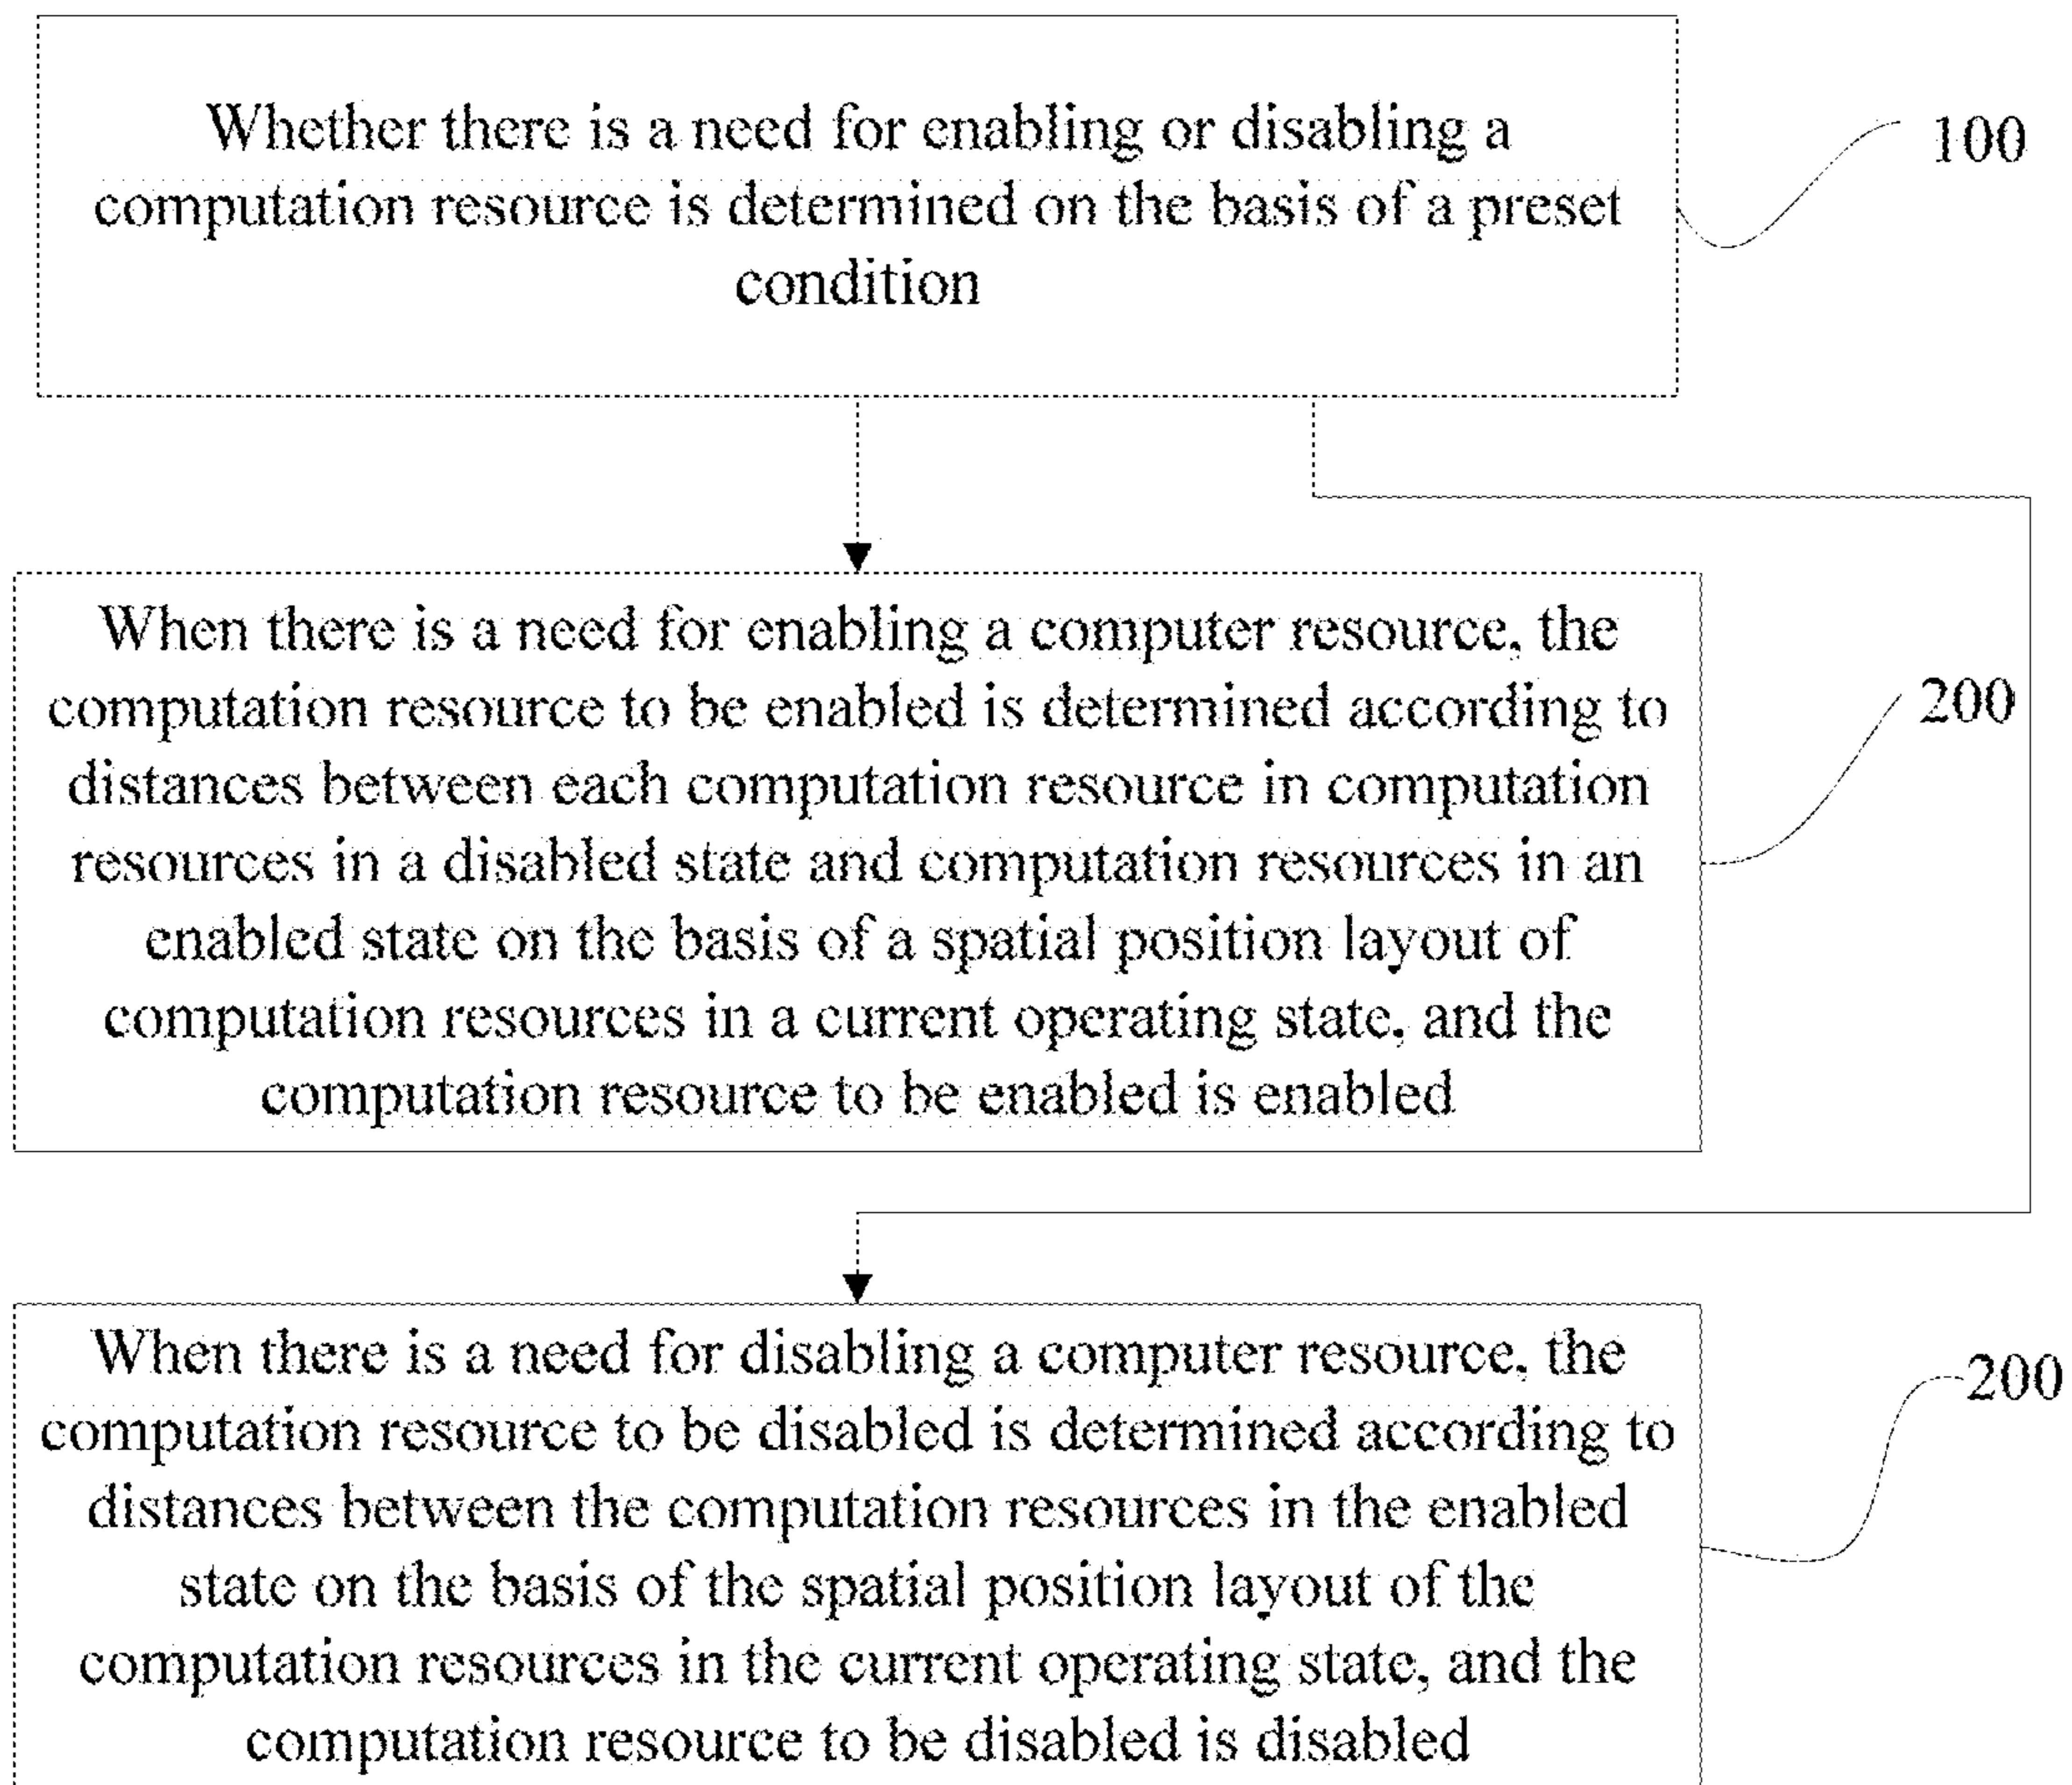 Whether there is a need for enabling or disabling a
computation resource is determined on the basis of a preset
condition
100
When there is a need for enabling a computer resource, the
computation resource to be enabled is determined according to
distances between each computation resource in computation
resources in a disabled state and computation resources in an
enabled state on the basis of a spatial position layout of
computation resources in a current operating state, and the
computation resource to be enabled is enabled
200
When there is a need for disabling a computer resource, the
computation resource to be disabled is determined according to
distances between the computation resources in the enabled
state on the basis of the spatial position layout of the
computation resources in the current operating state, and the
computation resource to be disabled is disabled
200